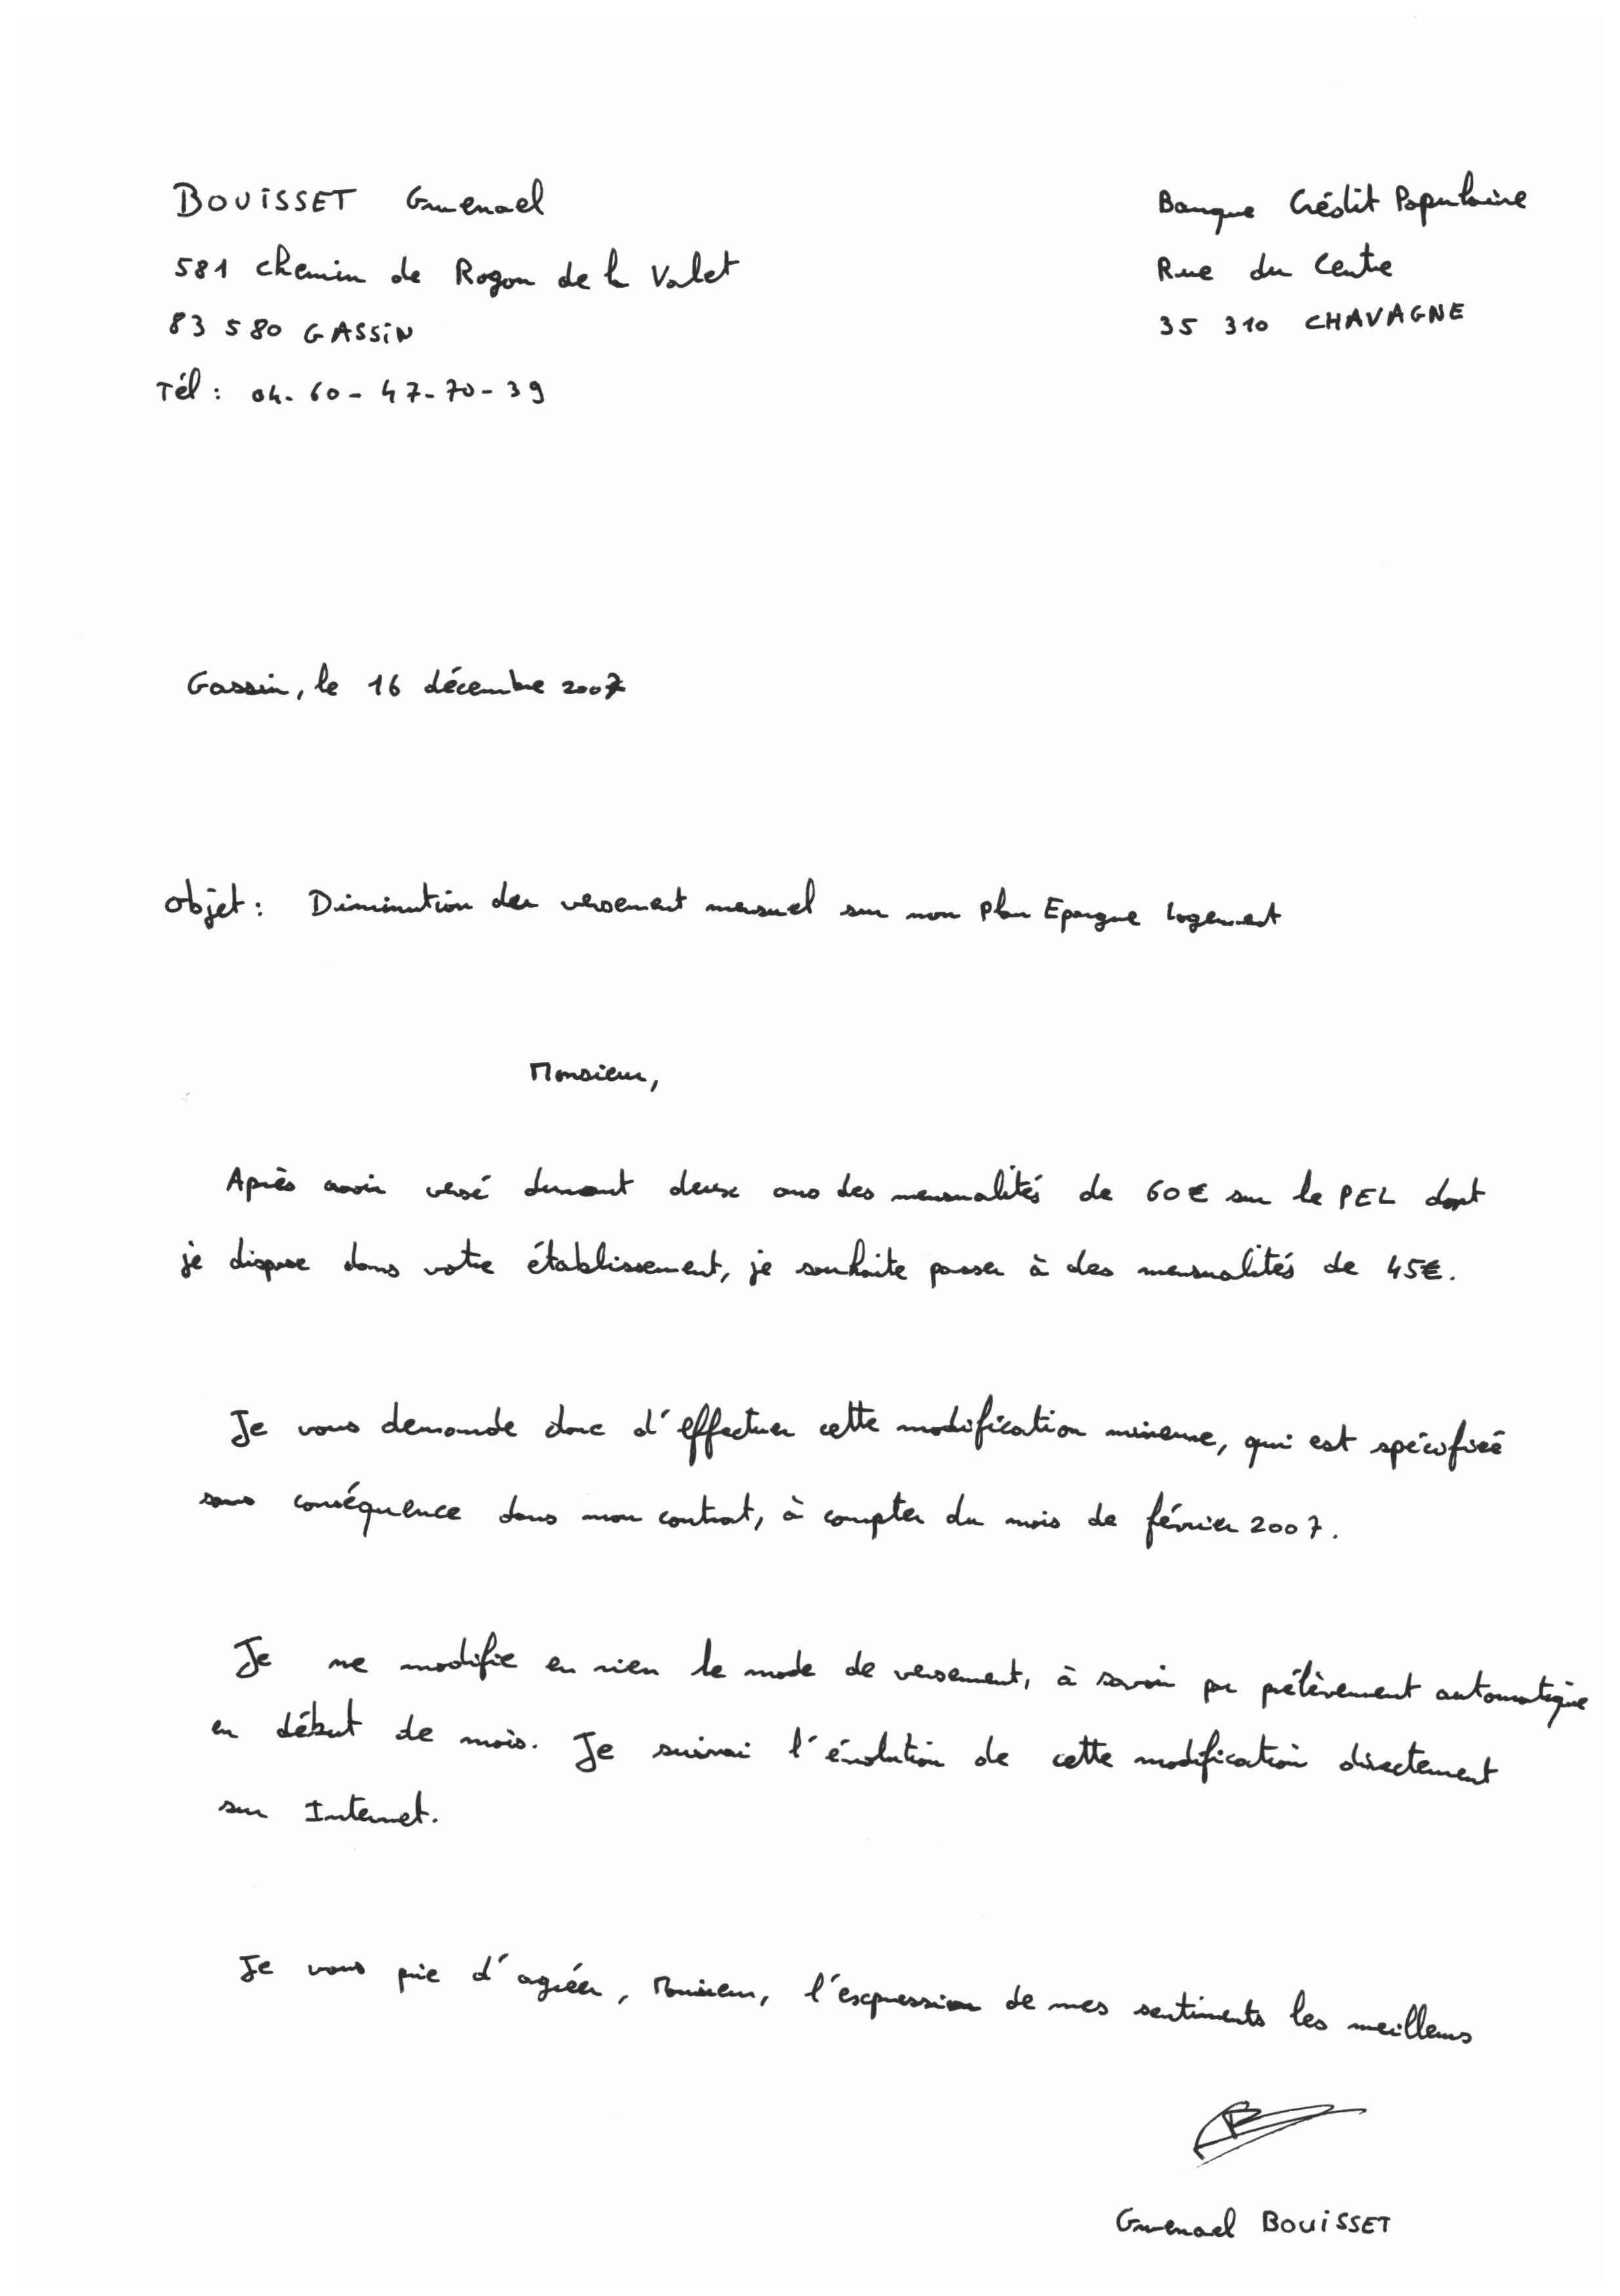 BOUISSET Gwenael
581 chemin de Rogon de la Valet
83 580 GASSIN
Tél : 04-60-47-70-39
Banque Crédit Populaire
Rue du Centre
35 310 CHAVAGNE
Gassin, le 16 décembre 2007
Objet : Diminution der versement mensuel sur mon Plan Epargne Logement
Monsieur,
Après avoir versé durant deux ans des mensualités de 60€ sur le PEL dont
je dispose dans votre établissement, je souhaite passer à des mensualités de 45€.
Je vous demande donc d'effectuer cette modification mineure, qui est spécifiée
sans conséquence dans mon contrat, à compter du mois de février 2007.
Je ne modifie en rien le mode de versement, à savoir par prélèvement automatique
en début de mois. Je suivrai l'évolution de cette modification directement
sur Internet.
Je vous prie d'agréer, Monsieur, l'expression de mes sentiments les meilleurs
Gwenael BOUISSET